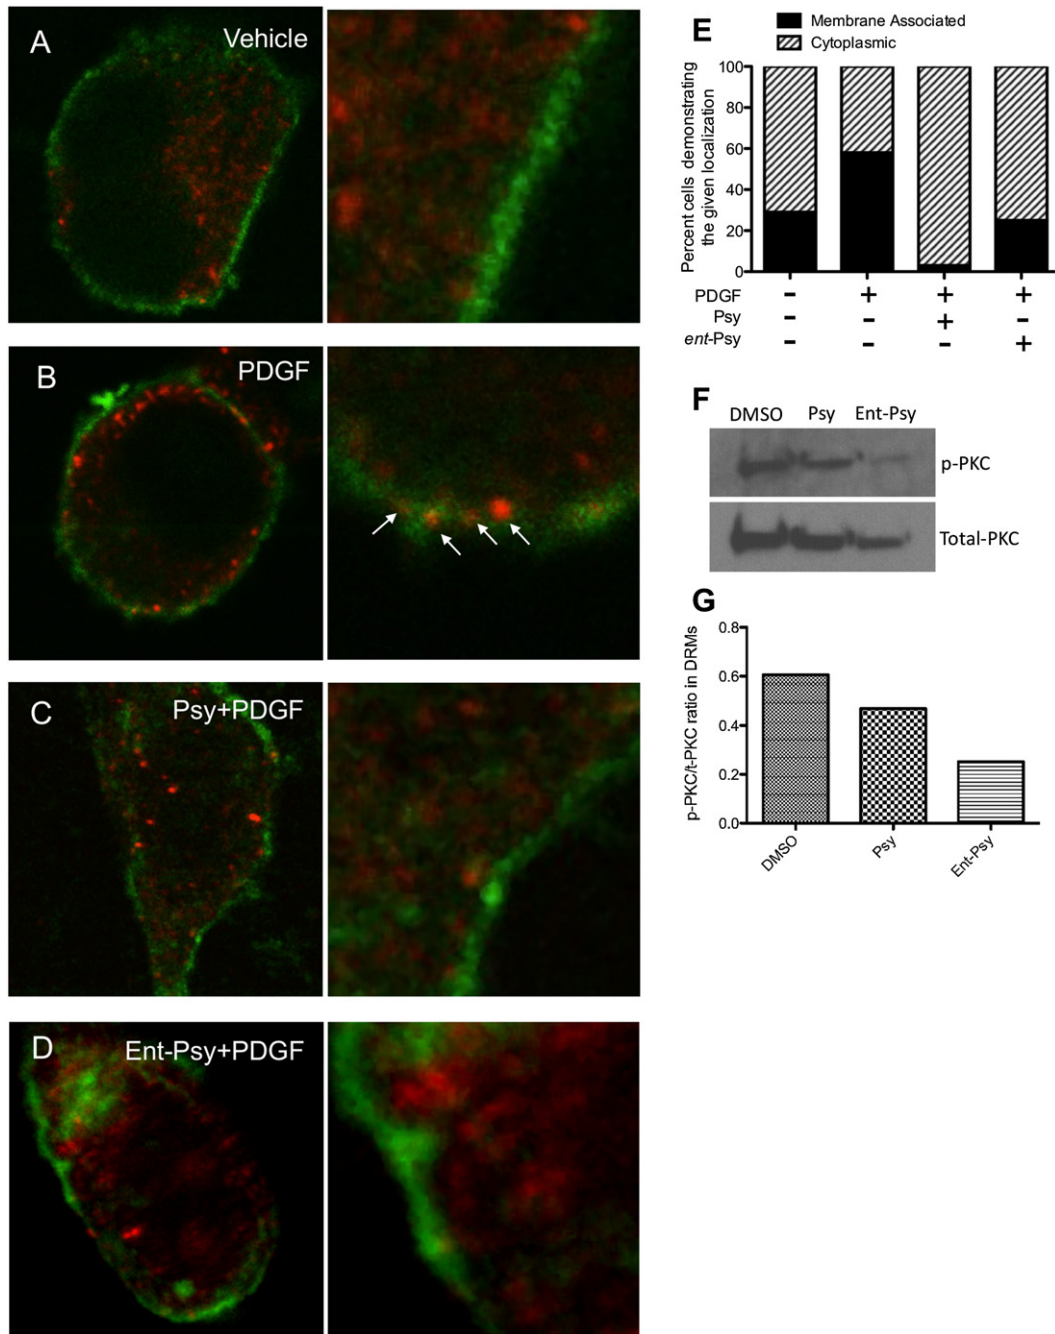 A Vehicle
B PDGF
C Psy+PDGF
D Ent-Psy+PDGF
E
Membrane Associated
Cytoplasmic
Percent cells demonstrating
the given localization
100
80
60
40
20
0
PDGF - + + +
Psy - - + -
ent-Psy - - - +
F
DMSO Psy Ent-Psy
p-PKC
Total-PKC
G
p-PKC/t-PKC ratio in DRMs
0.8
0.6
0.4
0.2
0.0
DMSO
Psy
Ent-Psy